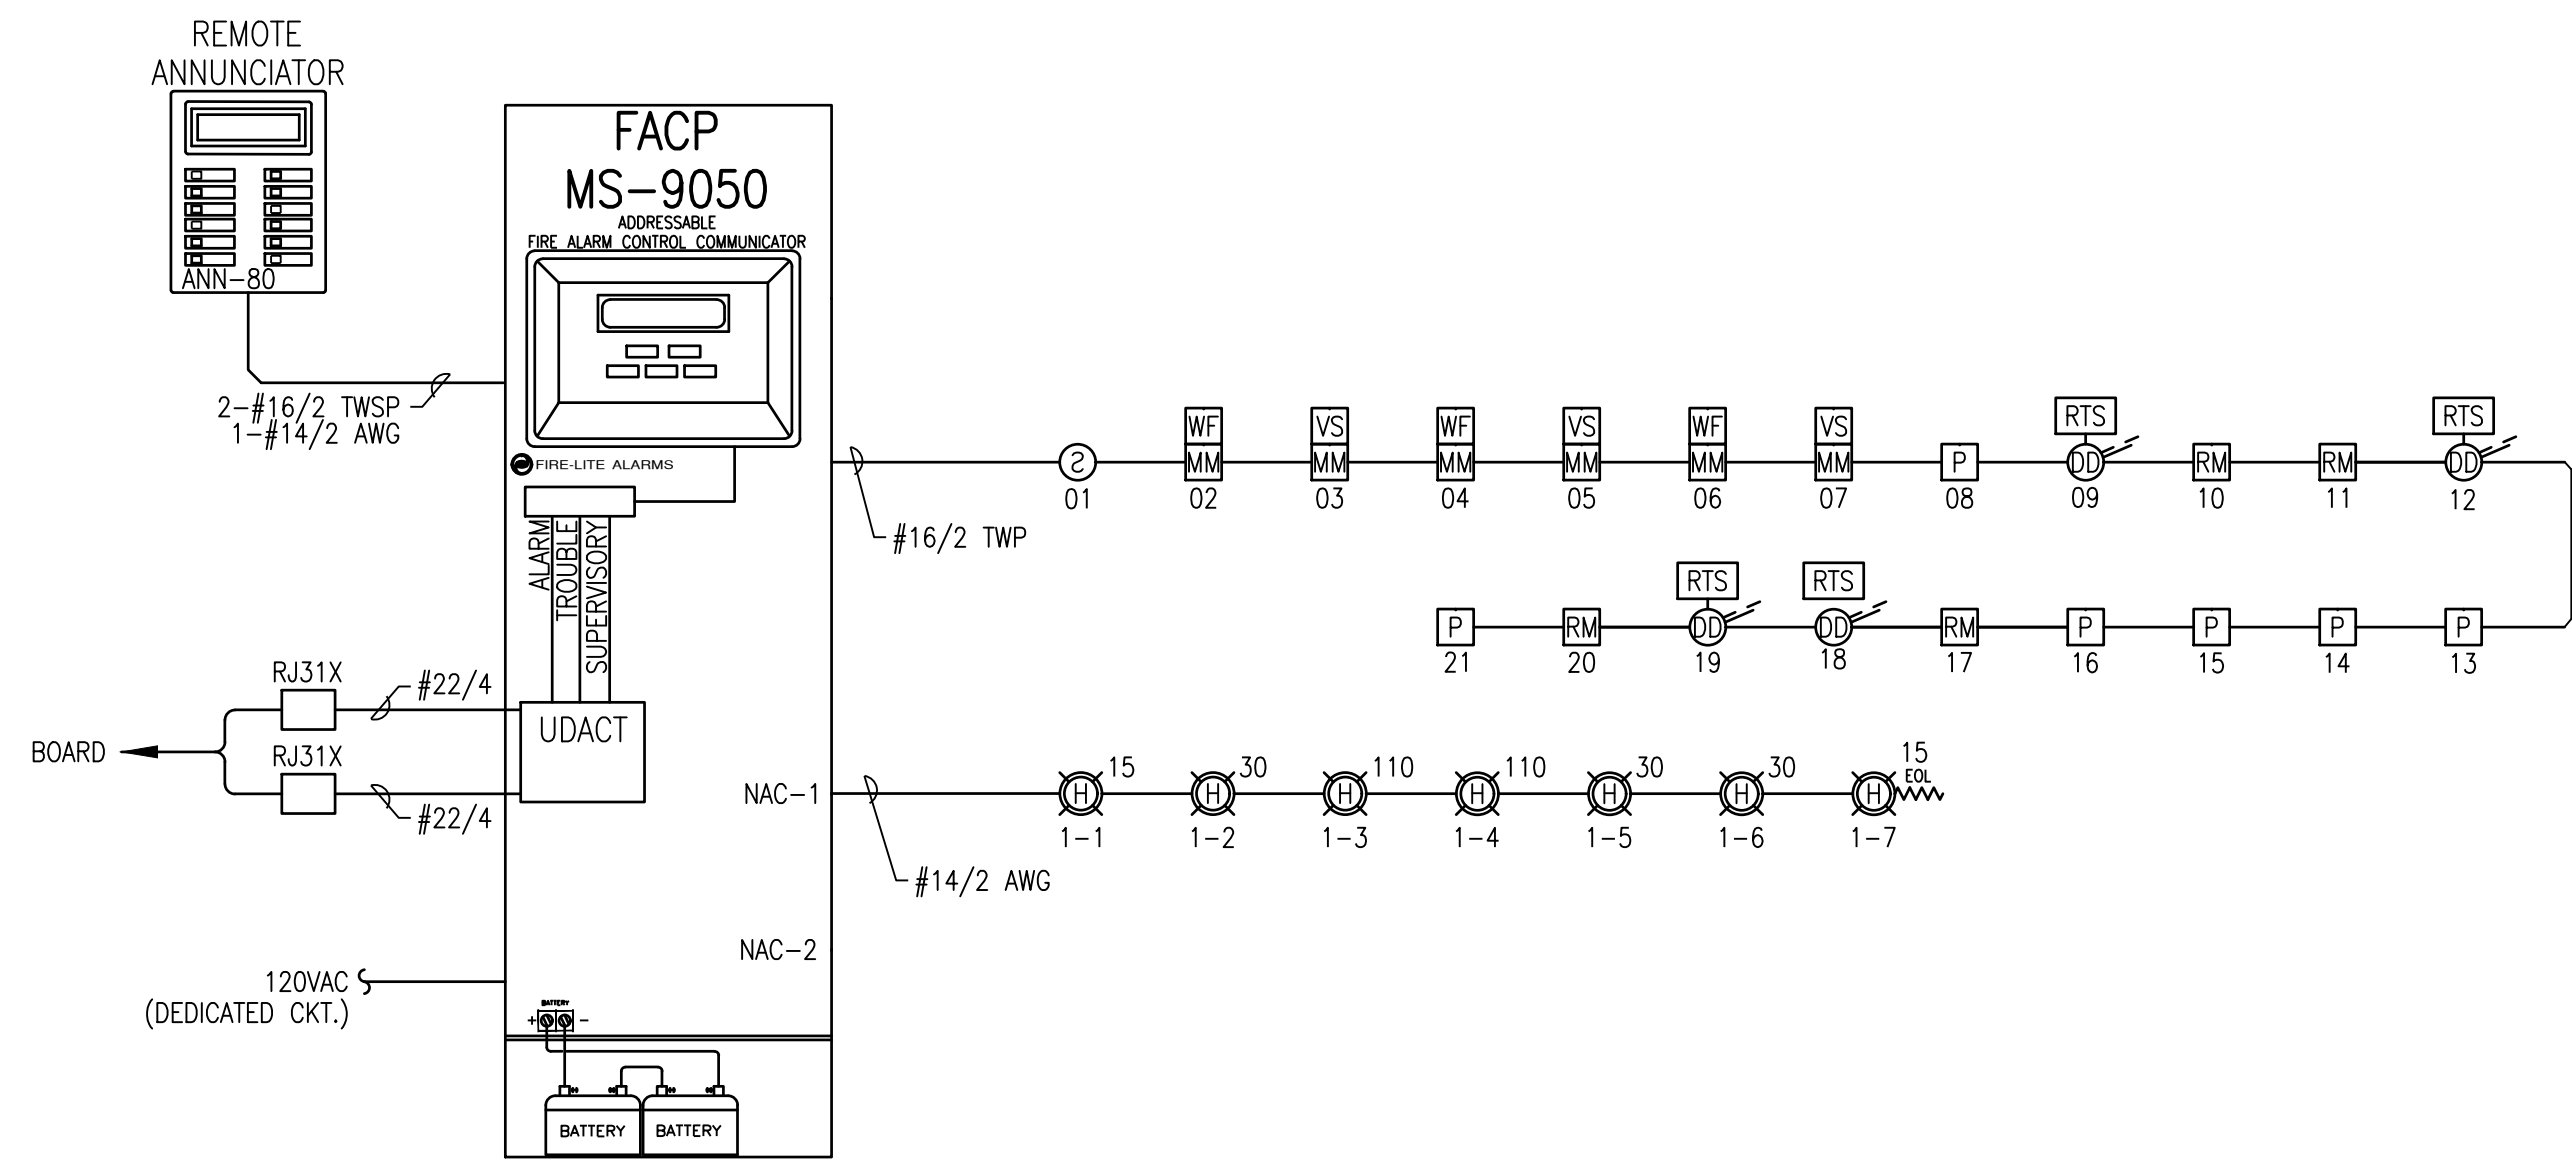 REMOTE
ANNUNCIATOR
ANN-80
2-#16/2 TWSP
1-#14/2 AWG
FACP
MS-9050
ADDRESSABLE
FIRE ALARM CONTROL COMMUNICATOR
FIRE-LITE ALARMS
ALARM
TROUBLE
SUPERVISORY
RJ31X
#22/4
UDACT
BOARD
RJ31X
#22/4
120VAC
(DEDICATED CKT.)
NAC-1
NAC-2
BATTERY
+ -
BATTERY BATTERY
#16/2 TWP
WF VS WF VS WF VS RTS RTS
S MM MM MM MM MM MM P DD RM RM DD
01 02 03 04 05 06 07 08 09 10 11 12
RTS RTS
P RM DD DD RM P P P P
21 20 19 18 17 16 15 14 13
15 30 110 110 30 30 15
EOL
H H H H H H H
1-1 1-2 1-3 1-4 1-5 1-6 1-7
#14/2 AWG